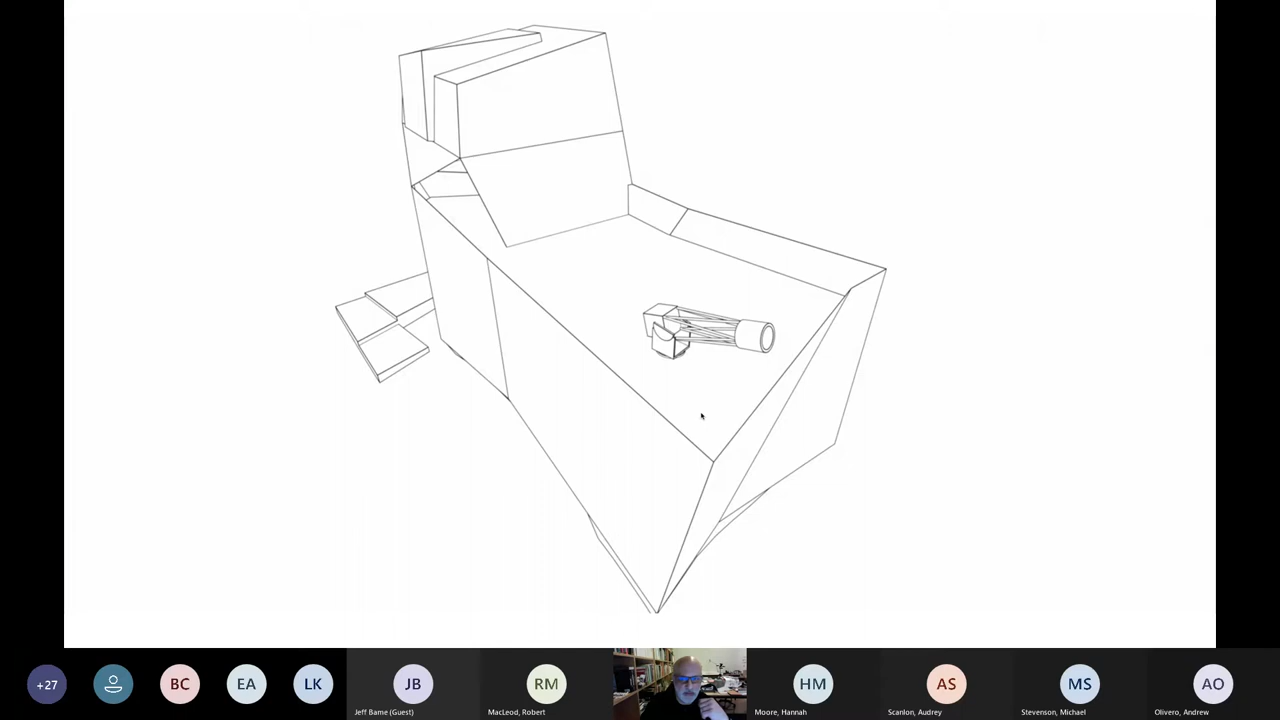 +27
BC
EA
LK
JB
RM
HM
AS
MS
AO
Jeff Bame (Guest)
MacLeod, Robert
Moore, Hannah
Scanlon, Audrey
Stevenson, Michael
Olivero, Andrew